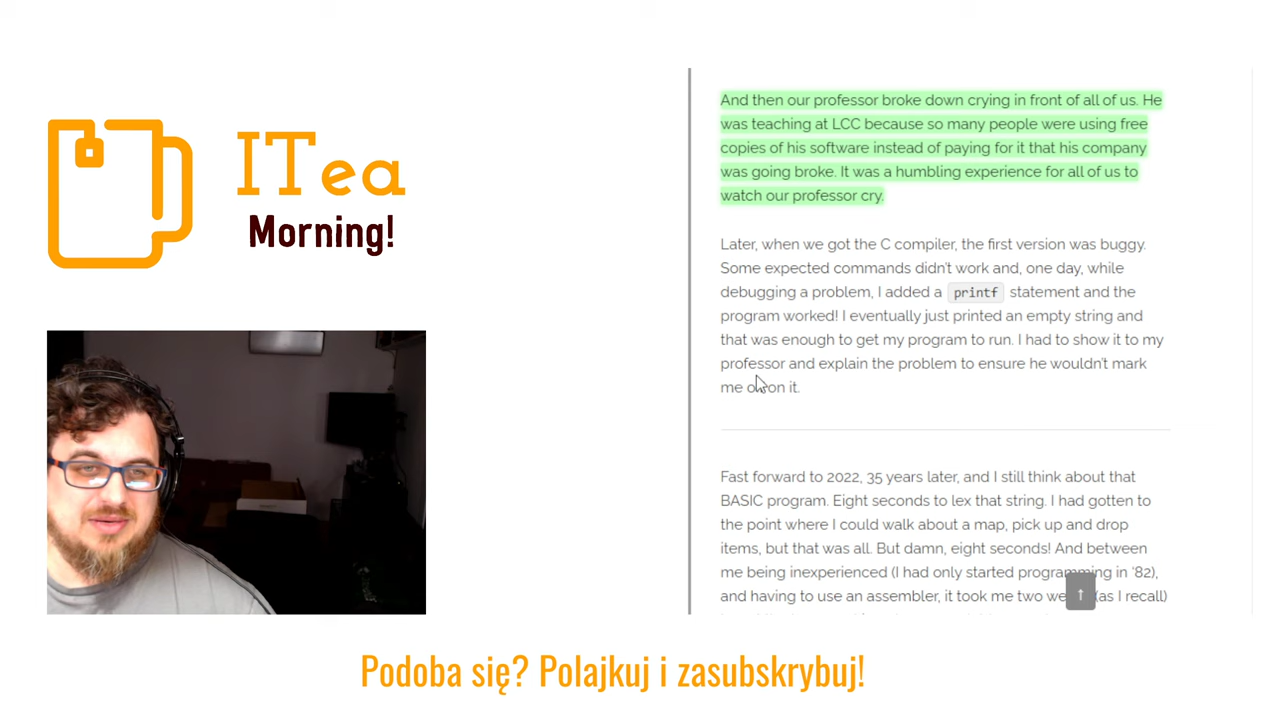 ITea
Morning!
And then our professor broke down crying in front of all of us. He
was teaching at LCC because so many people were using free
copies of his software instead of paying for it that his company
was going broke. It was a humbling experience for all of us to
watch our professor cry.
Later, when we got the C compiler, the first version was buggy.
Some expected commands didn't work and, one day, while
debugging a problem, I added a printf statement and the
program worked! I eventually just printed an empty string and
that was enough to get my program to run. I had to show it to my
professor and explain the problem to ensure he wouldn't mark
me on it.
Fast forward to 2022, 35 years later, and I still think about that
BASIC program. Eight seconds to lex that string. I had gotten to
the point where I could walk about a map, pick up and drop
items, but that was all. But damn, eight seconds! And between
me being inexperienced (I had only started programming in '82),
and having to use an assembler, it took me two (as I recall)
Podoba się? Polajkuj i zasubskrybuj!